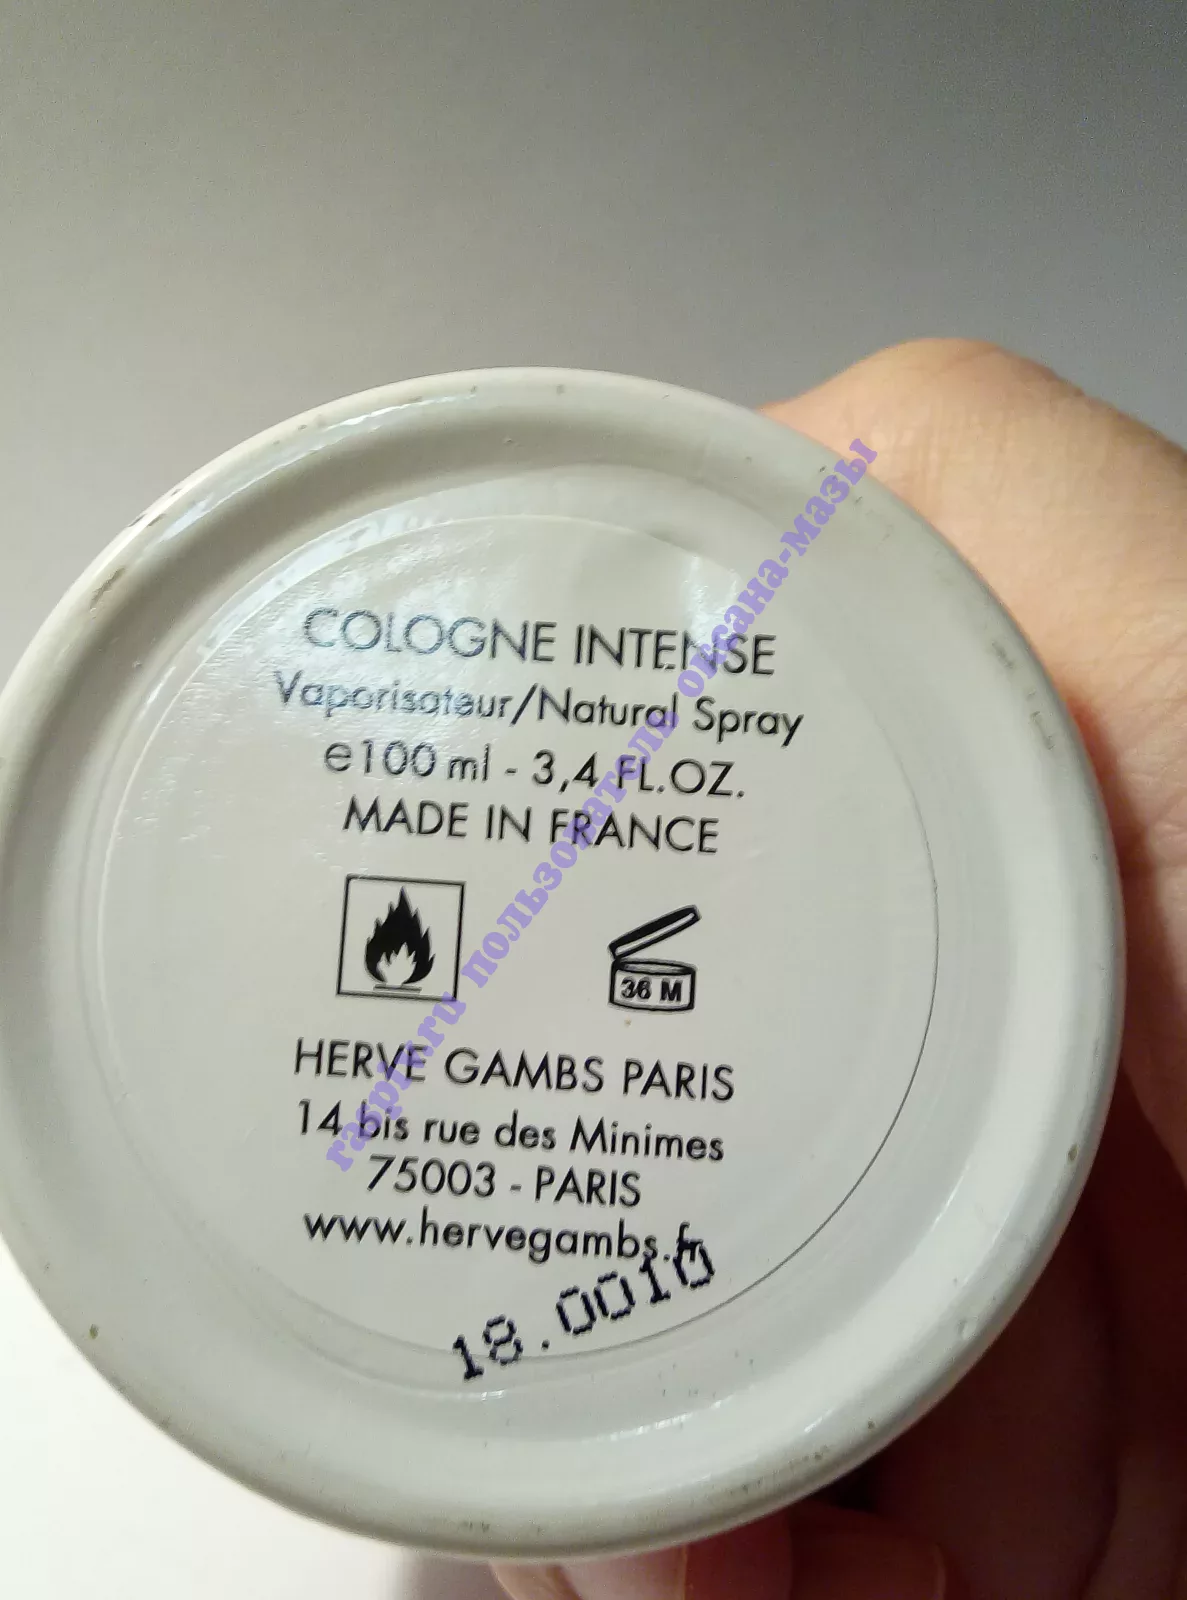 COLOGNE INTENSE
Vaporisateur/Natural Spray
e100 ml - 3,4 FL.OZ.
MADE IN FRANCE
36 M
HERVE GAMBS PARIS
14 bis rue des Minimes
75003 - PARIS
www.hervegambs.fr
18.0010
raspiv.ru пользователь оксана-Мазы